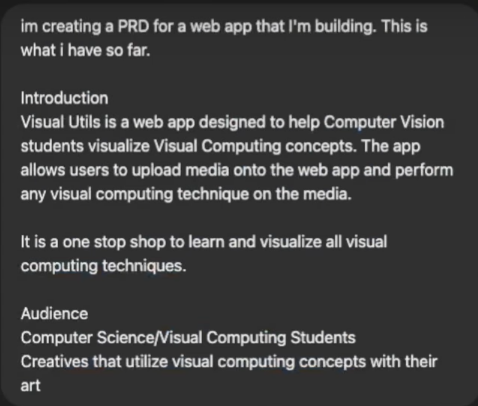 im creating a PRD for a web app that I'm building. This is
what i have so far.
Introduction
Visual Utils is a web app designed to help Computer Vision
students visualize Visual Computing concepts. The app
allows users to upload media onto the web app and perform
any visual computing technique on the media.
It is a one stop shop to learn and visualize all visual
computing techniques.
Audience
Computer Science/Visual Computing Students
Creatives that utilize visual computing concepts with their
art